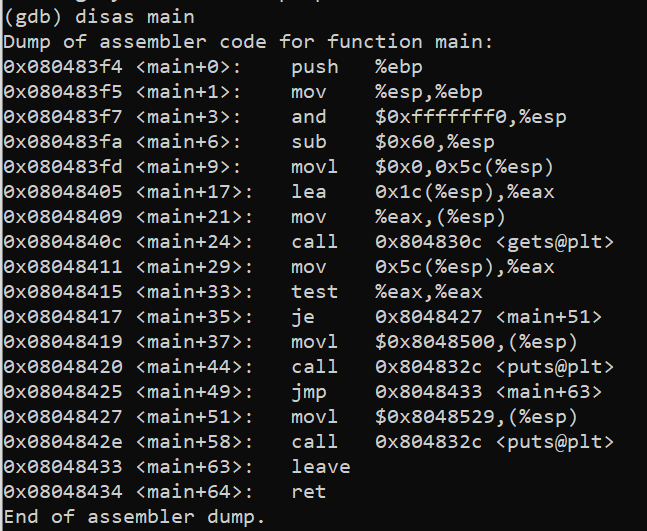 (gdb) disas main
Dump of assembler code for function main:
0x080483f4 <main+0>:    push   %ebp
0x080483f5 <main+1>:    mov    %esp,%ebp
0x080483f7 <main+3>:    and    $0xfffffff0,%esp
0x080483fa <main+6>:    sub    $0x60,%esp
0x080483fd <main+9>:    movl   $0x0,0x5c(%esp)
0x08048405 <main+17>:   lea    0x1c(%esp),%eax
0x08048409 <main+21>:   mov    %eax,(%esp)
0x0804840c <main+24>:   call   0x804830c <gets@plt>
0x08048411 <main+29>:   mov    0x5c(%esp),%eax
0x08048415 <main+33>:   test   %eax,%eax
0x08048417 <main+35>:   je     0x8048427 <main+51>
0x08048419 <main+37>:   movl   $0x8048500,(%esp)
0x08048420 <main+44>:   call   0x804832c <puts@plt>
0x08048425 <main+49>:   jmp    0x8048433 <main+63>
0x08048427 <main+51>:   movl   $0x8048529,(%esp)
0x0804842e <main+58>:   call   0x804832c <puts@plt>
0x08048433 <main+63>:   leave
0x08048434 <main+64>:   ret
End of assembler dump.